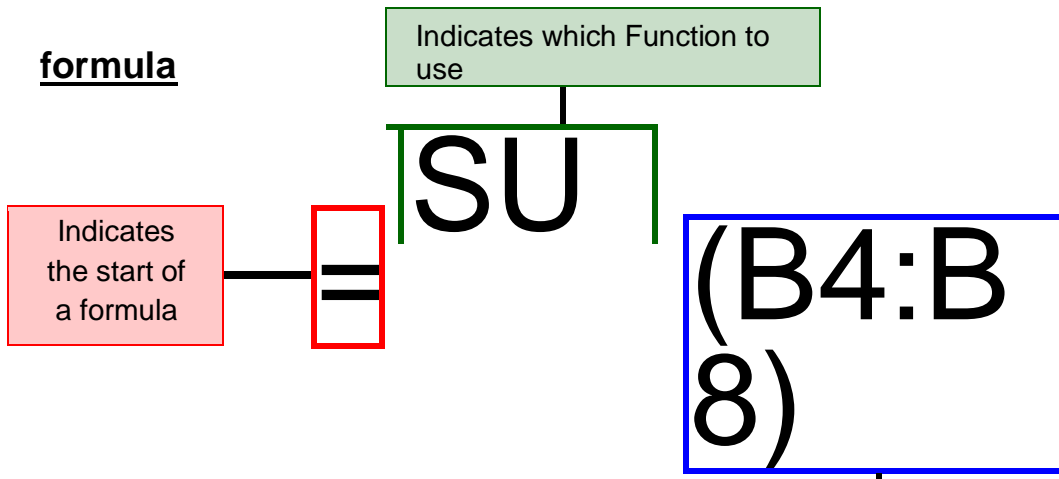 formula
Indicates which Function to
use
SU
Indicates
the start of
a formula
=
(B4:B
8)